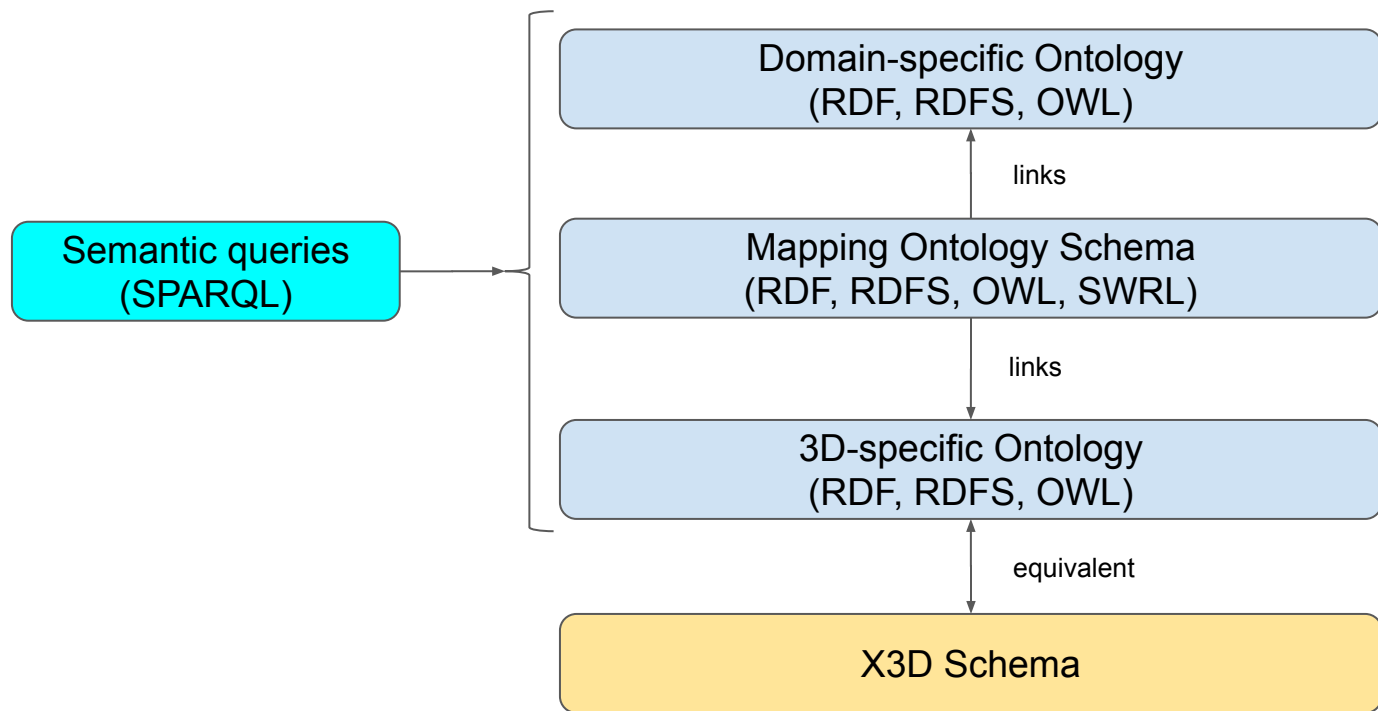 Domain-specific Ontology
(RDF, RDFS, OWL)
links
Semantic queries
(SPARQL)
Mapping Ontology Schema
(RDF, RDFS, OWL, SWRL)
links
3D-specific Ontology
(RDF, RDFS, OWL)
equivalent
X3D Schema